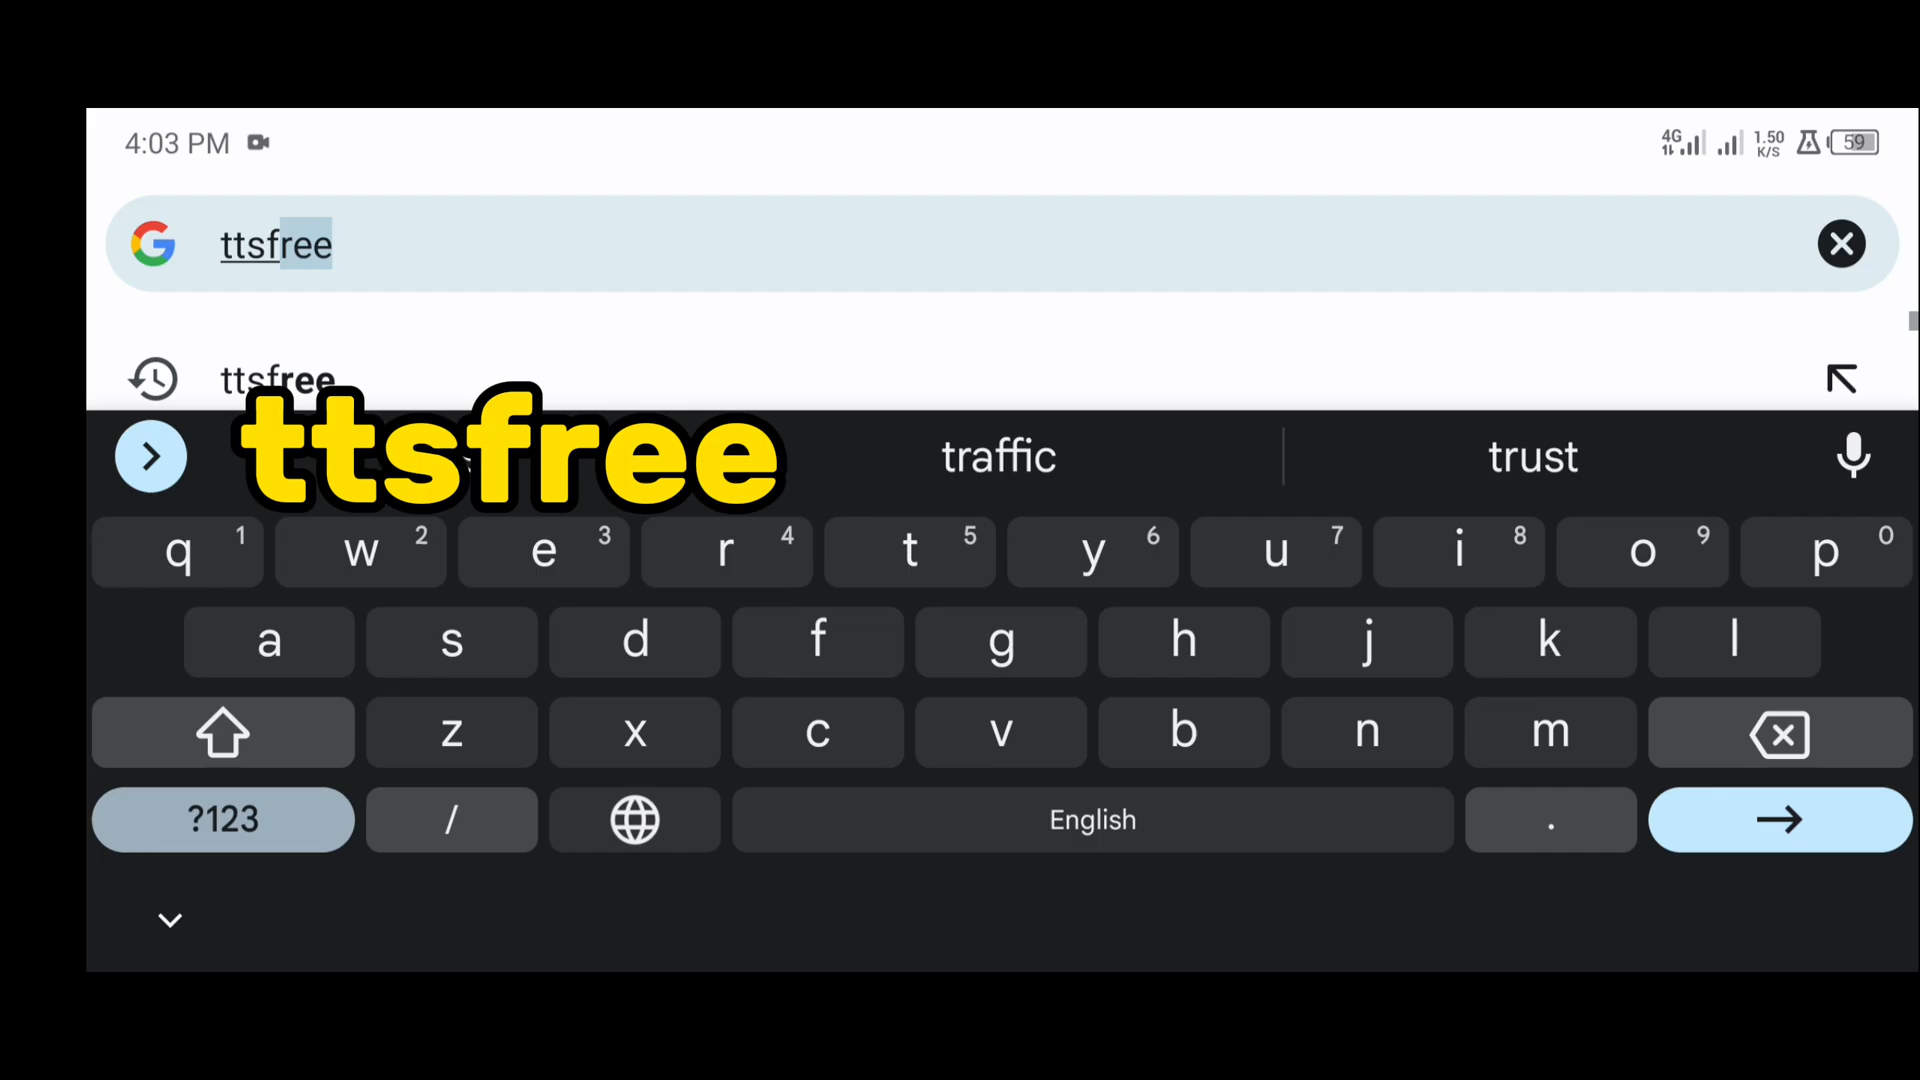 4:03 PM 4G 1.50 K/S 59
ttsfree
ttsfree
ttsfree traffic trust
q 1 w 2 e 3 r 4 t 5 y 6 u 7 i 8 o 9 p 0
a s d f g h j k l
z x c v b n m
?123 / English .